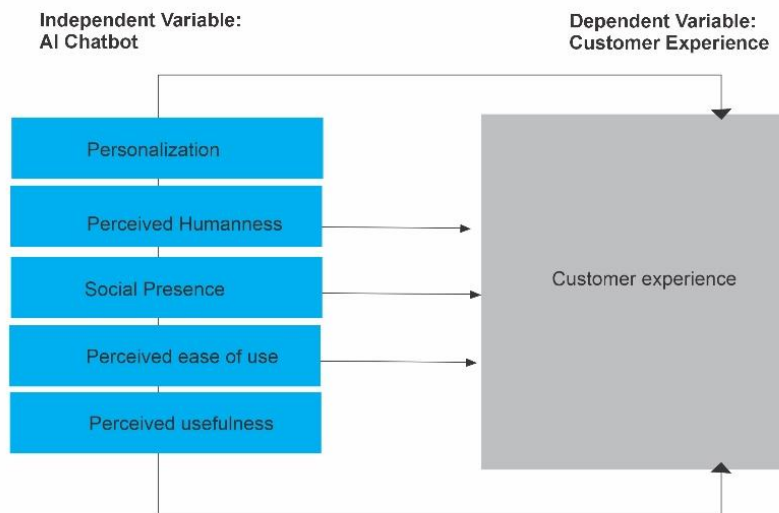 Independent Variable:
AI Chatbot
Dependent Variable:
Customer Experience
Personalization
Perceived Humanness
Social Presence
Perceived ease of use
Perceived usefulness
Customer experience